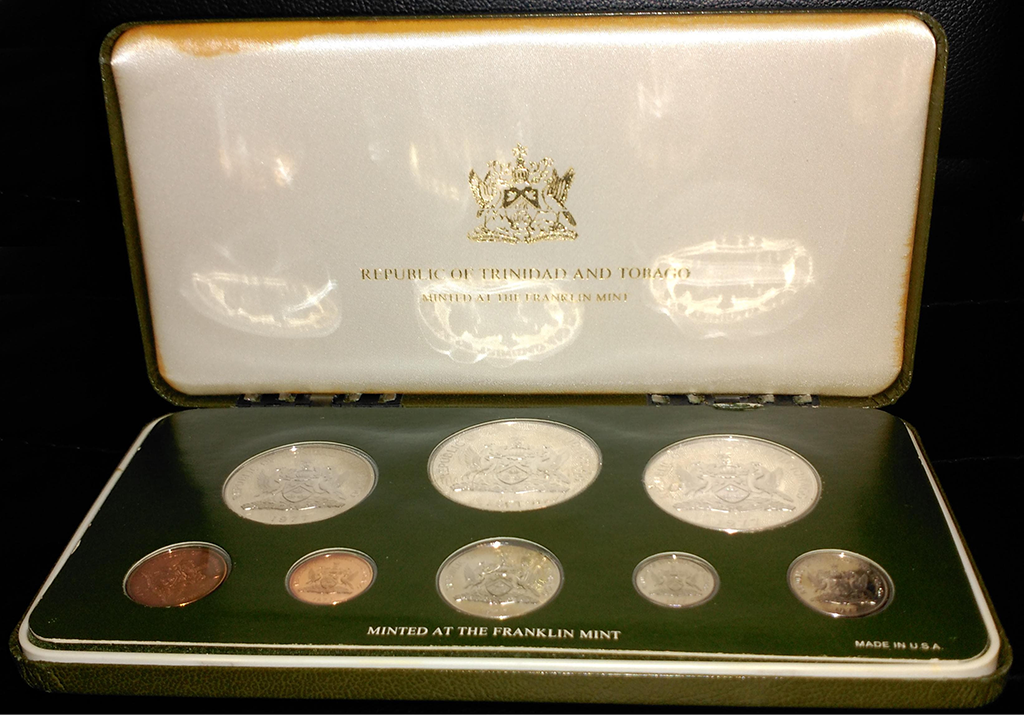 REPUBLIC OF TRINIDAD AND TOBAGO
MINTED AT THE FRANKLIN MINT
MINTED AT THE FRANKLIN MINT
MADE IN U.S.A.